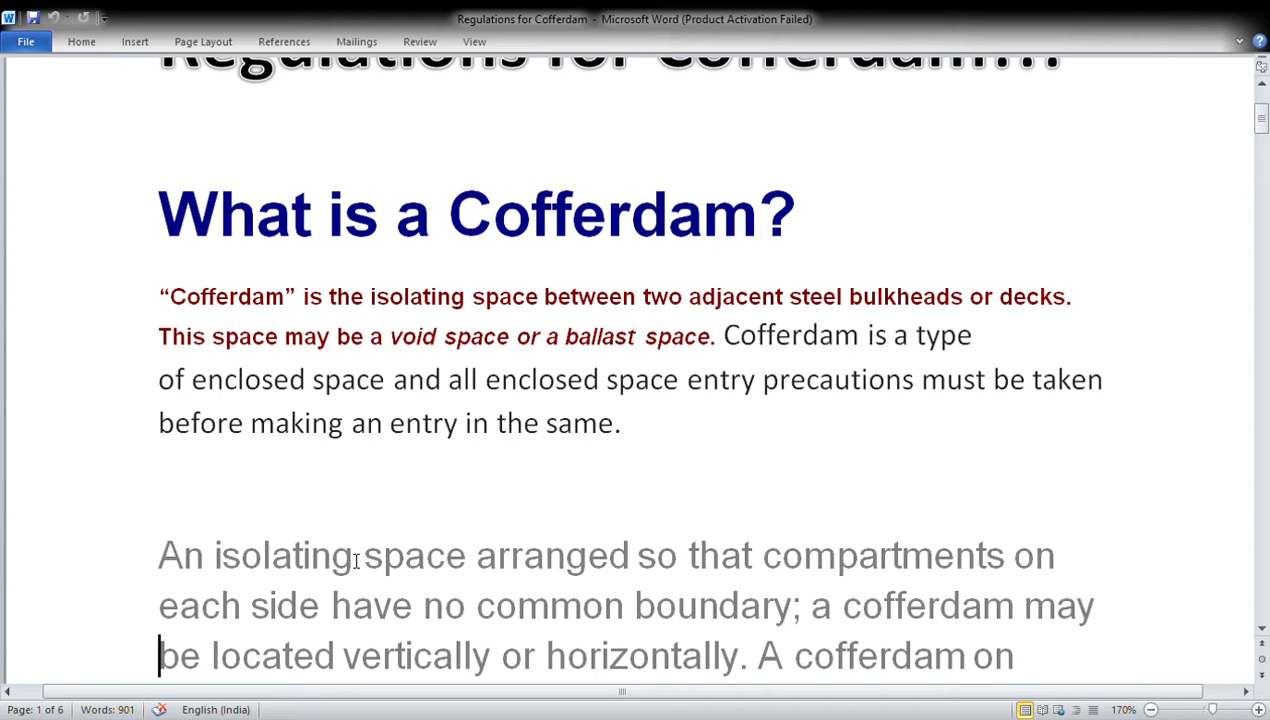 Regulations for Cofferdam - Microsoft Word (Product Activation Failed)
File Home Insert Page Layout References Mailings Review View
Regulations for Cofferdam???
What is a Cofferdam?
“Cofferdam” is the isolating space between two adjacent steel bulkheads or decks.
This space may be a void space or a ballast space. Cofferdam is a type
of enclosed space and all enclosed space entry precautions must be taken
before making an entry in the same.
An isolating space arranged so that compartments on
each side have no common boundary; a cofferdam may
be located vertically or horizontally. A cofferdam on
Page: 1 of 6 Words: 901 English (India) 170%